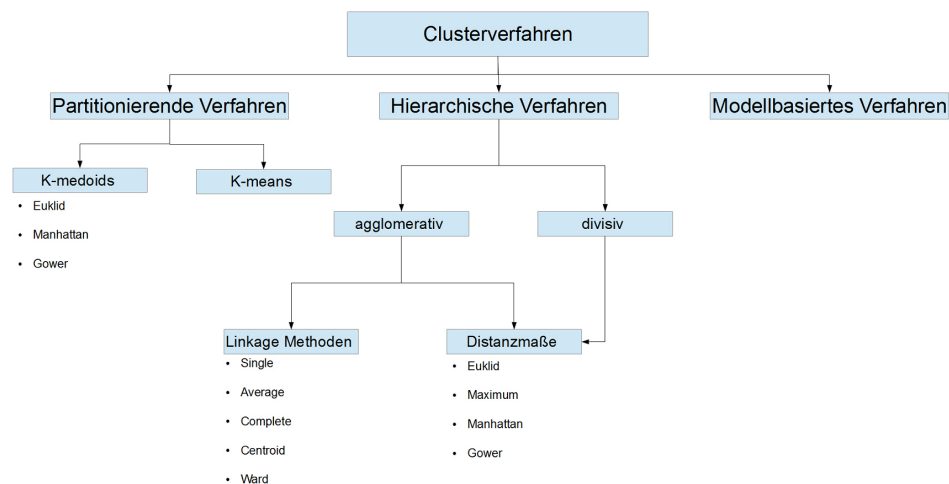 Clusterverfahren
Partitionierende Verfahren
Hierarchische Verfahren
Modellbasiertes Verfahren
K-medoids
K-means
• Euklid
• Manhattan
• Gower
agglomerativ
divisiv
Linkage Methoden
Distanzmaße
• Single
• Average
• Complete
• Centroid
• Ward
• Euklid
• Maximum
• Manhattan
• Gower